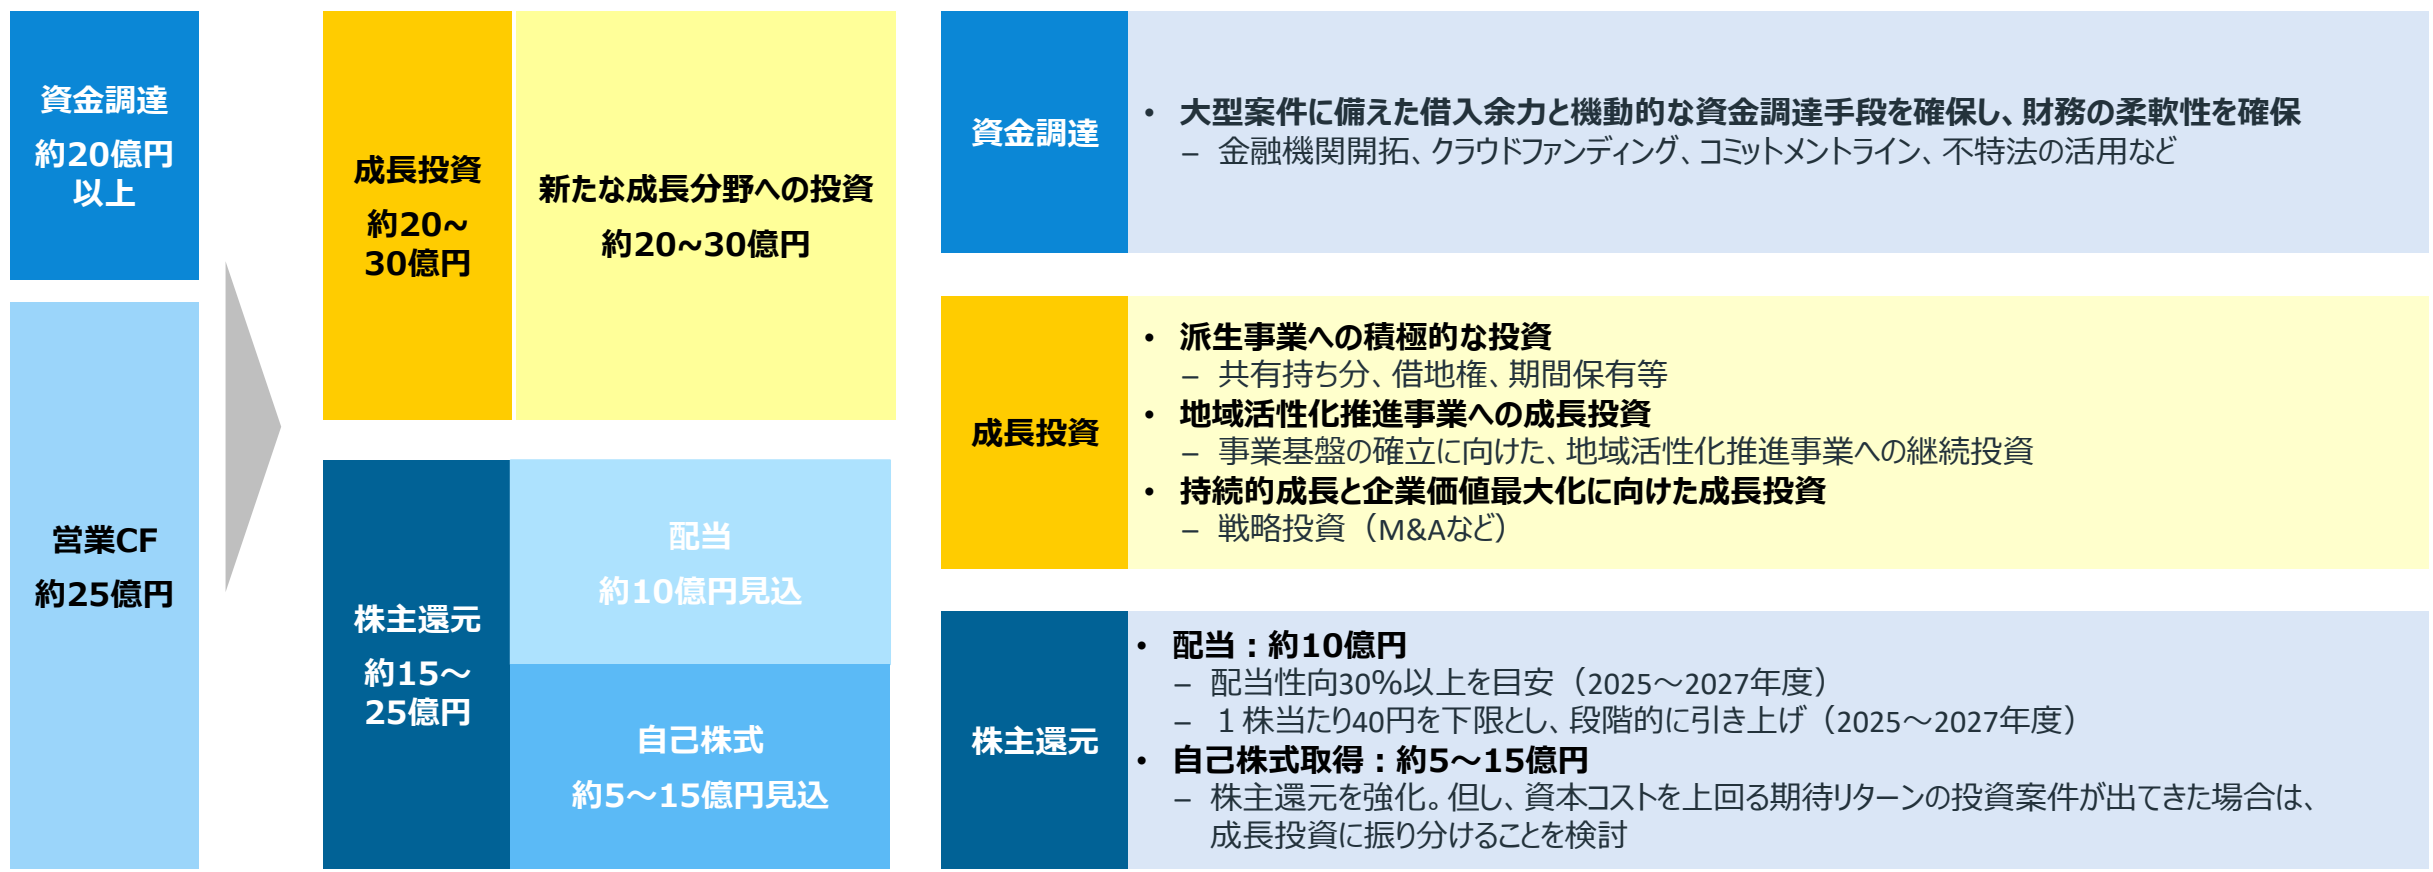 資金調達
約20億円
以上
営業CF
約25億円
成長投資
約20~
30億円
新たな成長分野への投資
約20~30億円
株主還元
約15～
25億円
配当
約10億円見込
自己株式
約5～15億円見込
資金調達
• 大型案件に備えた借入余力と機動的な資金調達手段を確保し、財務の柔軟性を確保
– 金融機関開拓、クラウドファンディング、コミットメントライン、不特法の活用など
成長投資
• 派生事業への積極的な投資
– 共有持ち分、借地権、期間保有等
• 地域活性化推進事業への成長投資
– 事業基盤の確立に向けた、地域活性化推進事業への継続投資
• 持続的成長と企業価値最大化に向けた成長投資
– 戦略投資（M&Aなど）
株主還元
• 配当：約10億円
– 配当性向30%以上を目安（2025～2027年度）
– １株当たり40円を下限とし、段階的に引き上げ（2025～2027年度）
• 自己株式取得：約5～15億円
– 株主還元を強化。但し、資本コストを上回る期待リターンの投資案件が出てきた場合は、
成長投資に振り分けることを検討